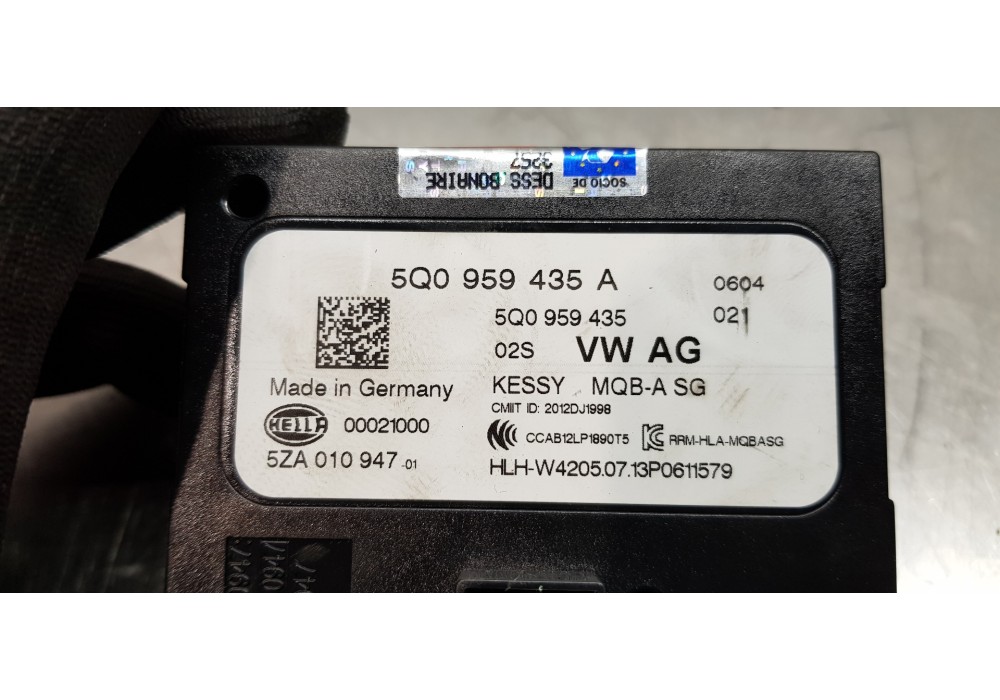 SOCIO DE
DESS. BONAIRE
3257
5Q0 959 435 A
0604
5Q0 959 435
021
02S VW AG
Made in Germany
KESSY MQB-A SG
CMIIT ID: 2012DJ1998
HELLA 00021000
CCAB12LP1890T5
RRM-HLA-MQBASG
5ZA 010 947 -01
HLH-W4205.07.13P0611579